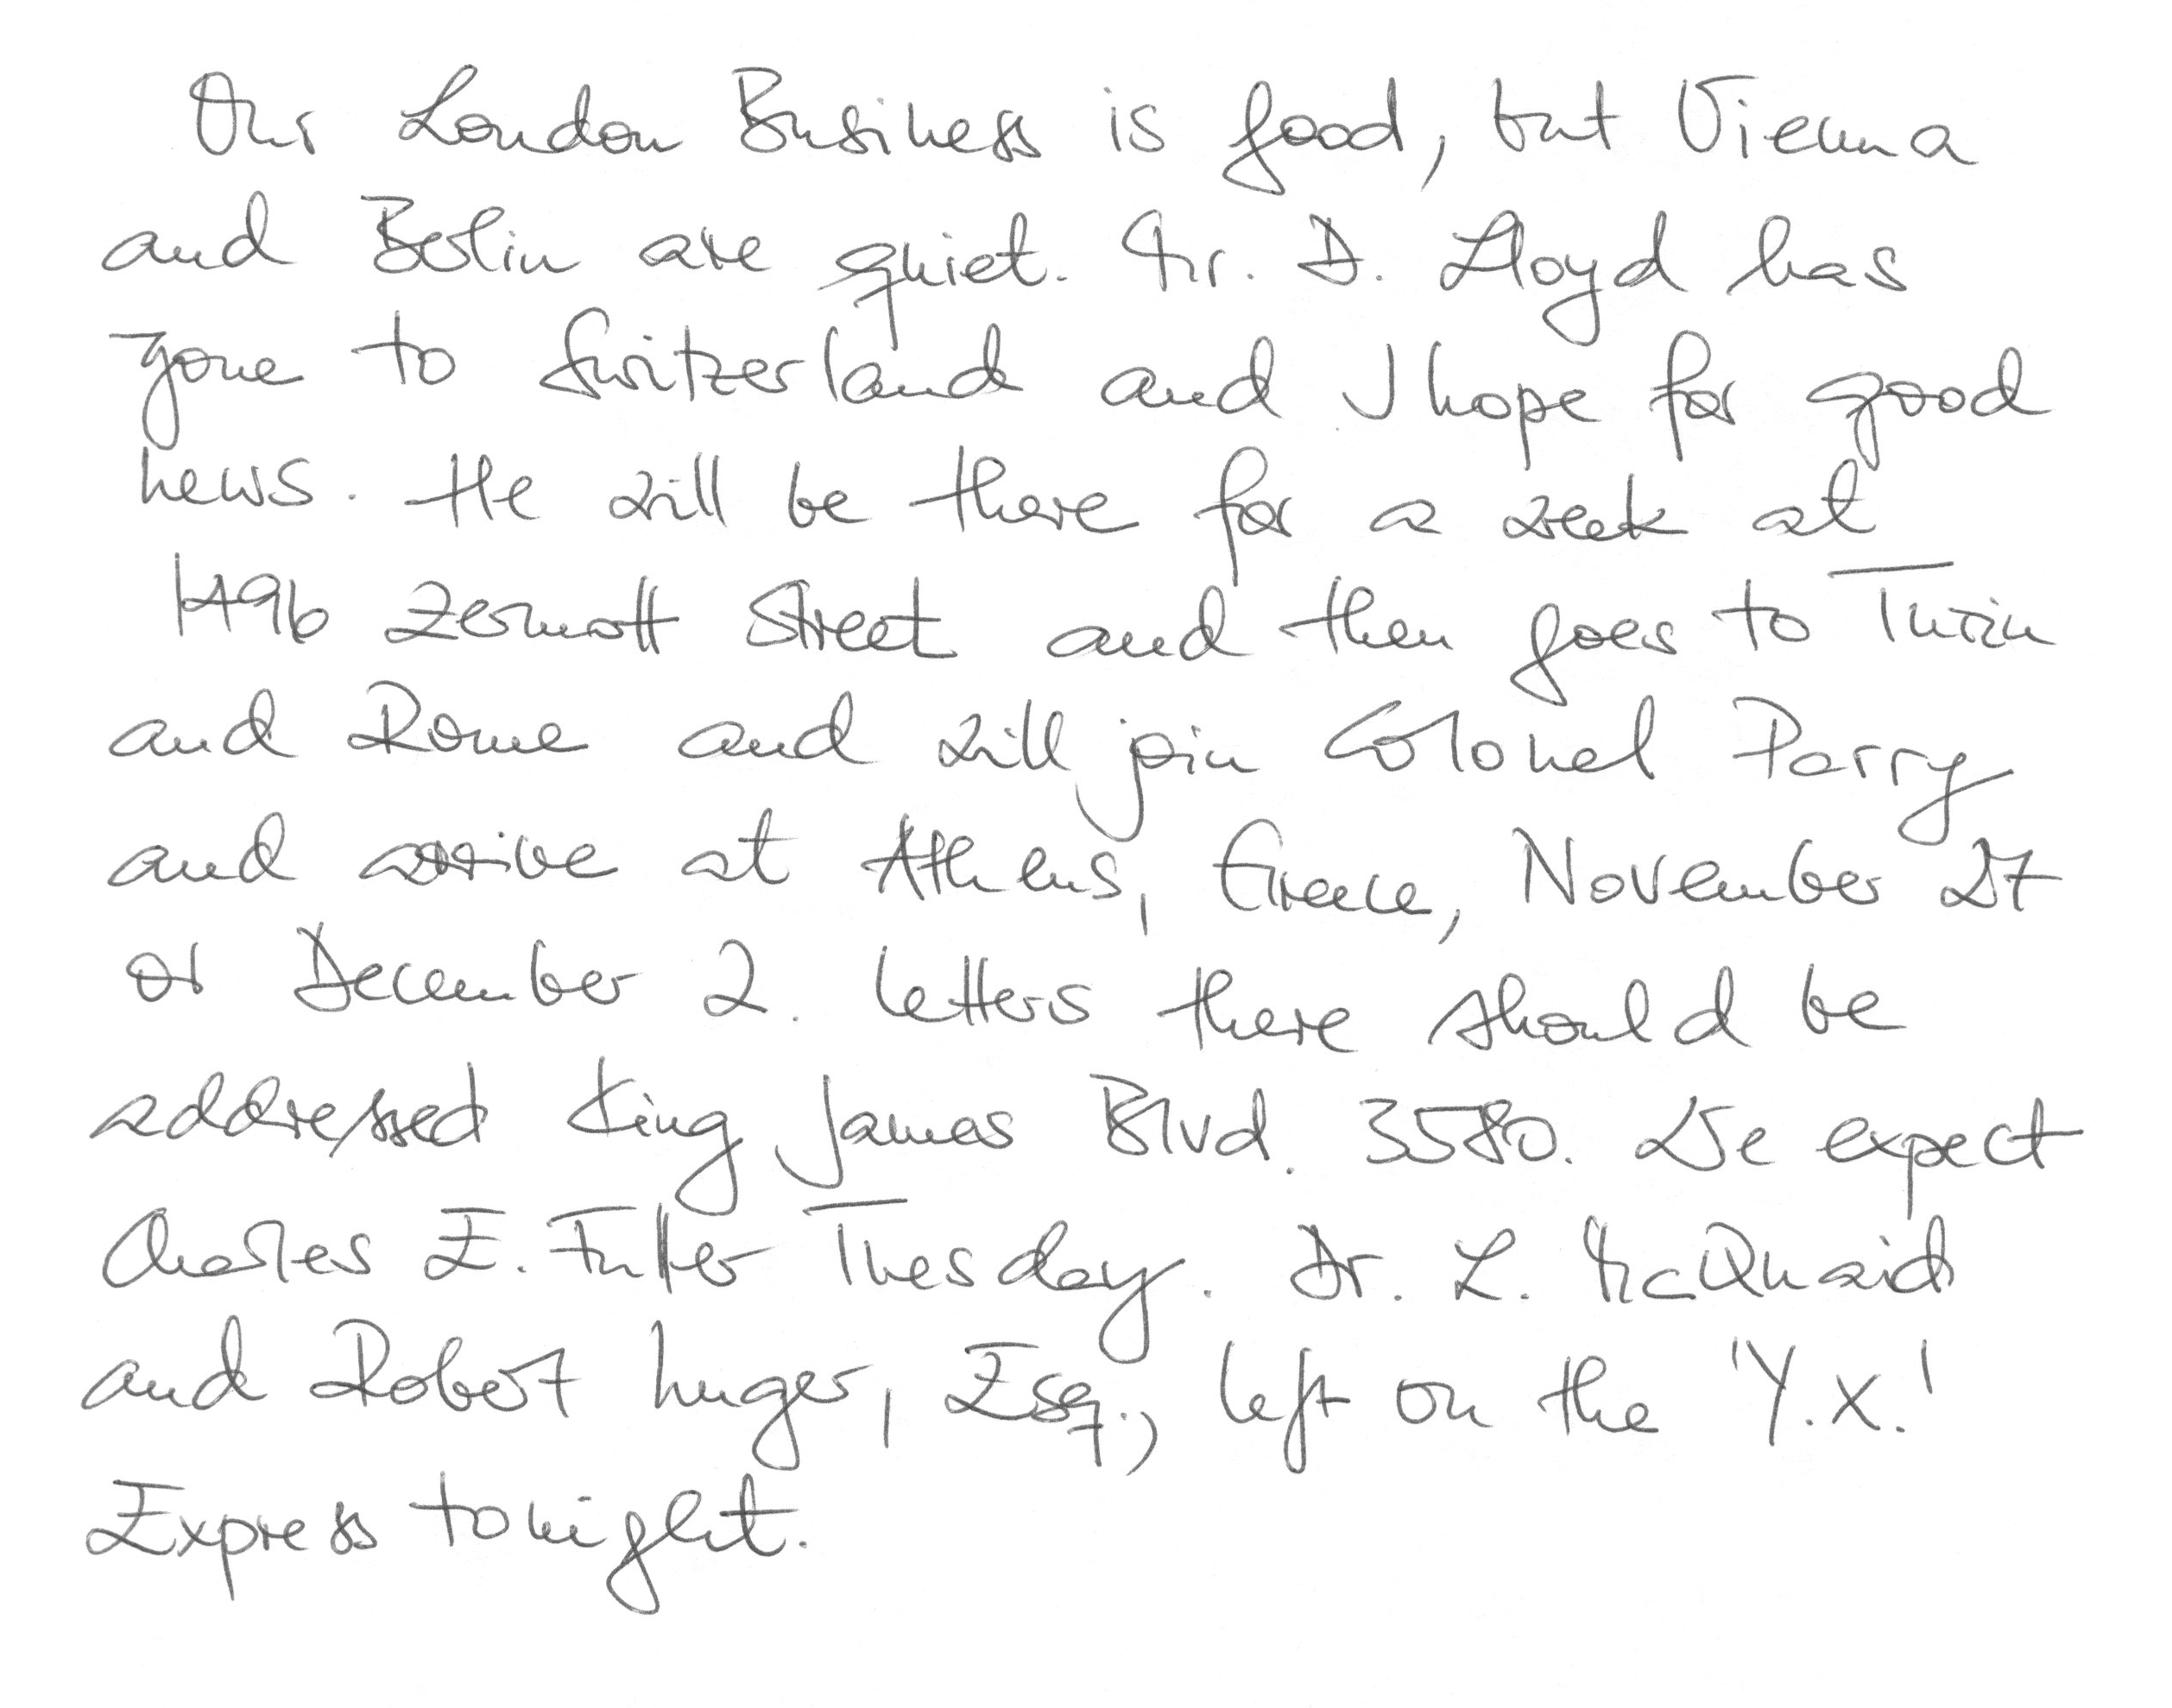 Our London Business is good, but Vienna
and Berlin are quiet. Mr. D. Lloyd has
gone to Switzerland and I hope for good
news. He will be there for a week at
1496 Zermott Street and then goes to Turin
and Rome and will join Colonel Parry
and arrive at Athens, Greece, November 27
or December 2. Letters there should be
addressed King James Blvd. 3580. We expect
Charles E. Fuller Tuesday. Dr. L. McQuaid
and Robert Unger, Esq., left on the 'Y.X.'
Express tonight.